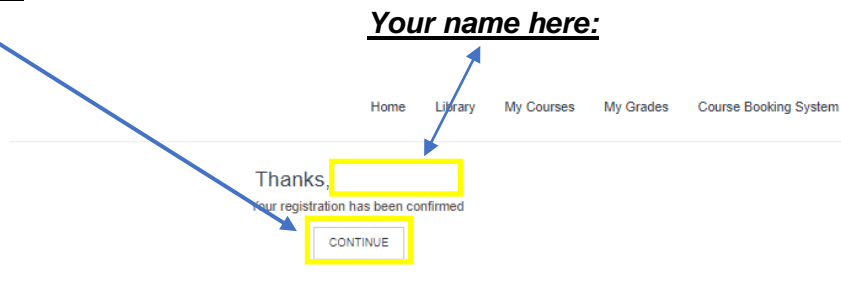 Your name here:
Home Library My Courses My Grades Course Booking System
Thanks,
Your registration has been confirmed
CONTINUE